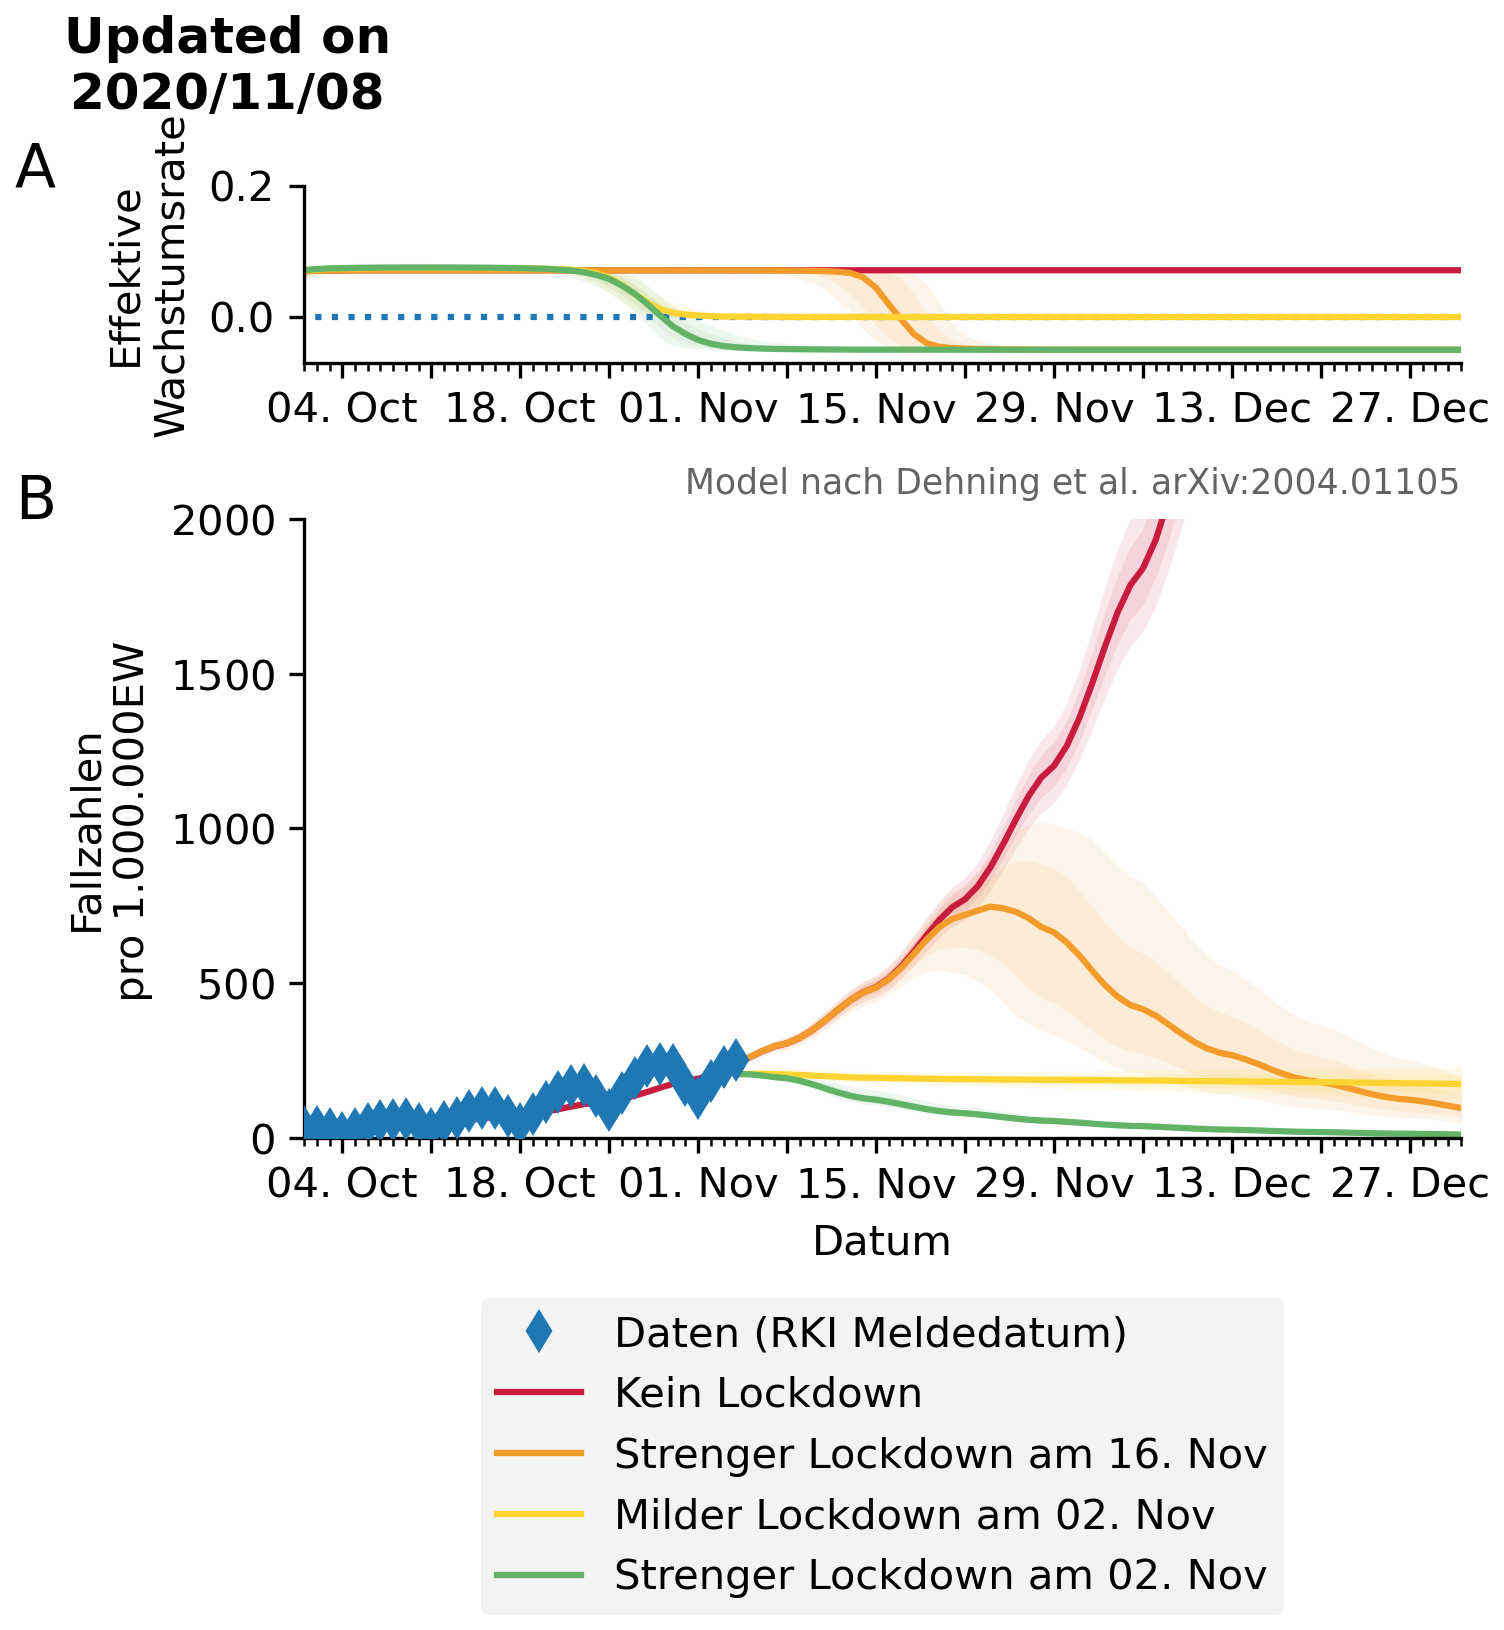 Updated on
2020/11/08
A
Effektive
Wachstumsrate
0.2
0.0
04. Oct 18. Oct 01. Nov 15. Nov 29. Nov 13. Dec 27. Dec
B
Model nach Dehning et al. arXiv:2004.01105
Fallzahlen
pro 1.000.000EW
2000
1500
1000
500
0
04. Oct 18. Oct 01. Nov 15. Nov 29. Nov 13. Dec 27. Dec
Datum
Daten (RKI Meldedatum)
Kein Lockdown
Strenger Lockdown am 16. Nov
Milder Lockdown am 02. Nov
Strenger Lockdown am 02. Nov